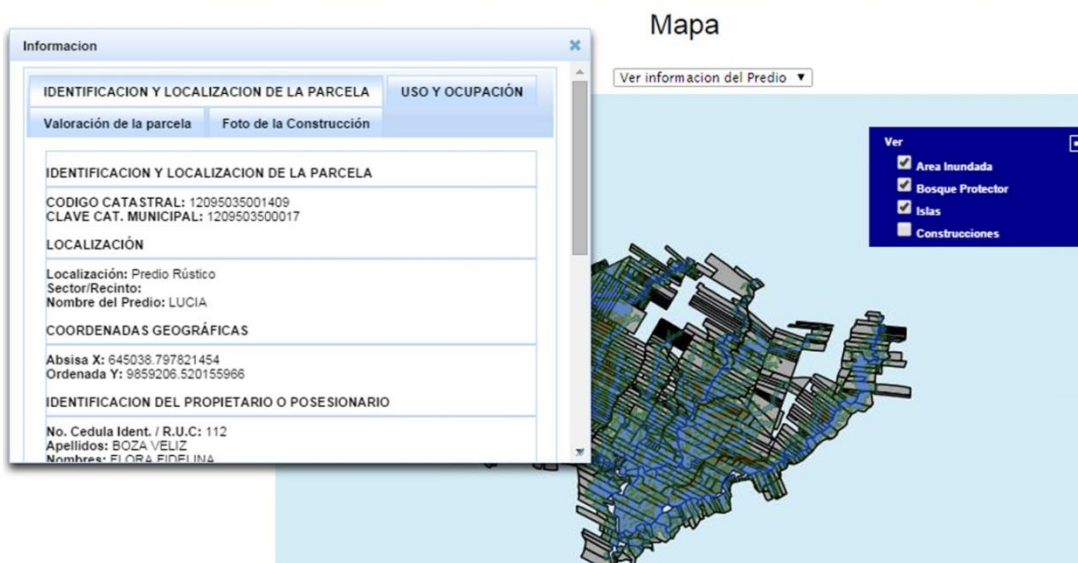 Mapa
Informacion
Ver informacion del Predio
IDENTIFICACION Y LOCALIZACION DE LA PARCELA
USO Y OCUPACIÓN
Valoración de la parcela
Foto de la Construcción
IDENTIFICACION Y LOCALIZACION DE LA PARCELA
CODIGO CATASTRAL: 12095035001409
CLAVE CAT. MUNICIPAL: 1209503500017
LOCALIZACIÓN
Localización: Predio Rústico
Sector/Recinto:
Nombre del Predio: LUCIA
COORDENADAS GEOGRÁFICAS
Absisa X: 645038.797821454
Ordenada Y: 9859206.520155966
IDENTIFICACION DEL PROPIETARIO O POSESIONARIO
No. Cedula Ident. / R.U.C: 112
Apellidos: BOZA VELIZ
Nombres: FLORA FIDELINA
Ver
Area Inundada
Bosque Protector
Islas
Construcciones